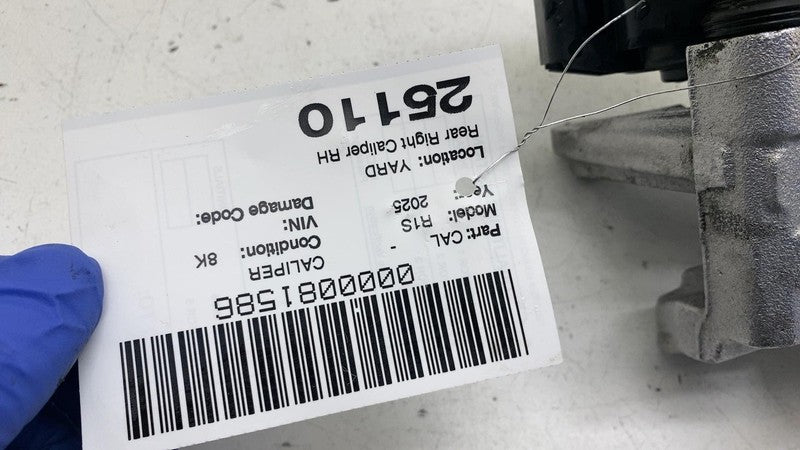 0000081586
Part: CAL - CALIPER
Model: R1S Condition: 8K
Year: 2025 VIN:
Damage Code:
Location: YARD
Rear Right Caliper RH
25110